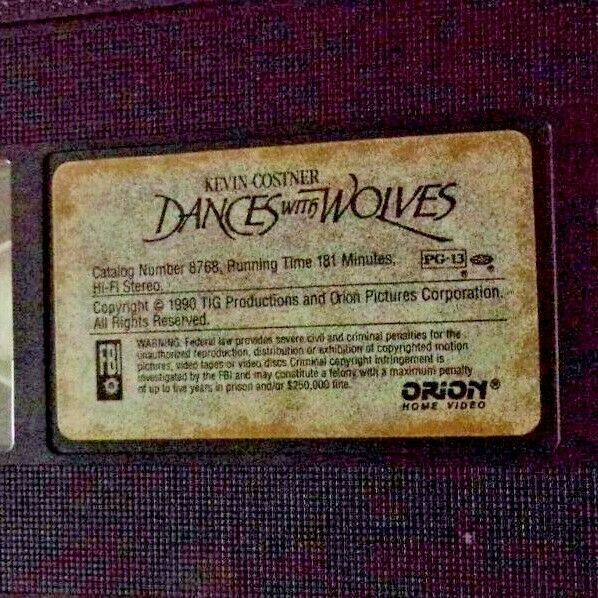 KEVIN COSTNER
DANCES WITH WOLVES
Catalog Number 8768, Running Time 181 Minutes. PG-13
Hi-Fi Stereo.
Copyright © 1990 TIG Productions and Orion Pictures Corporation.
All Rights Reserved.
FBI
WARNING: Federal law provides severe civil and criminal penalties for the
unauthorized reproduction, distribution or exhibition of copyrighted motion
pictures, video tapes or video discs. Criminal copyright infringement is
investigated by the FBI and may constitute a felony with a maximum penalty
of up to five years in prison and/or $250,000 fine.
ORION®
HOME VIDEO